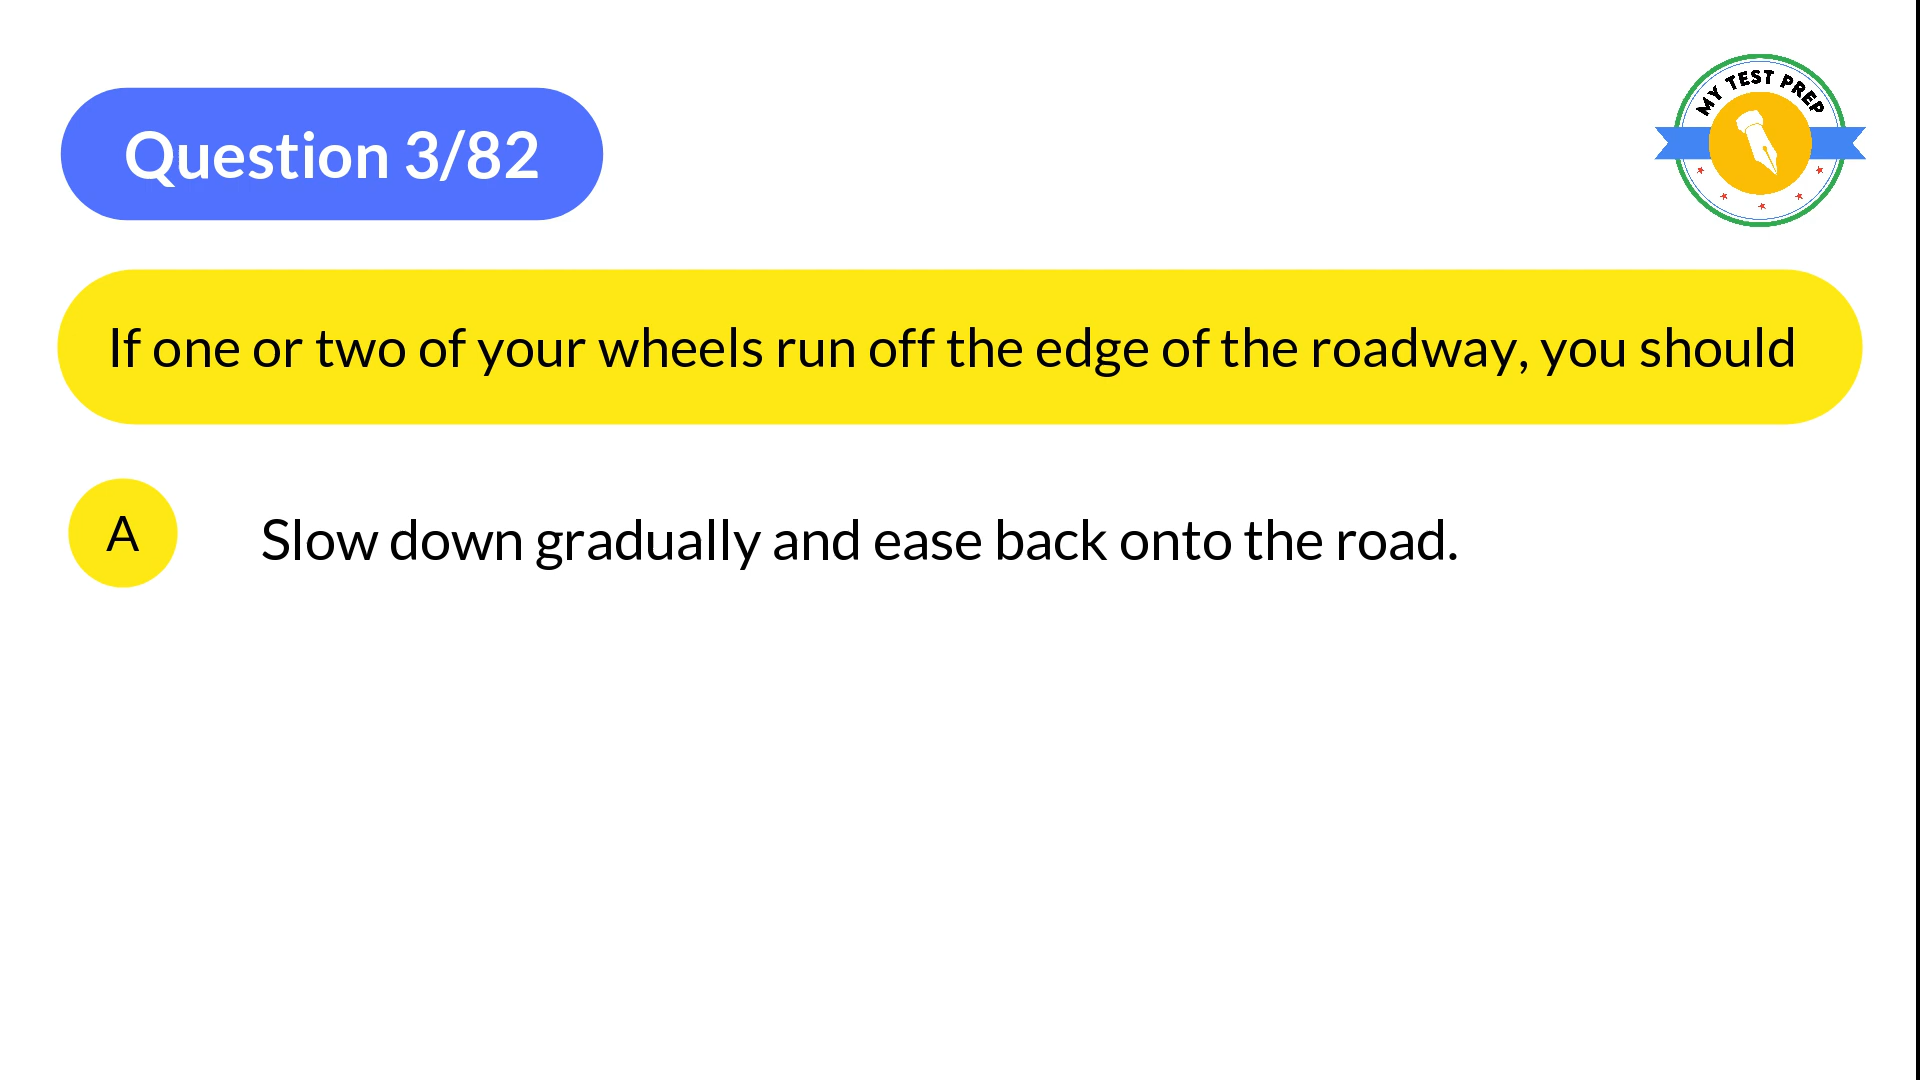 MY TEST PREP
Question 3/82
If one or two of your wheels run off the edge of the roadway, you should
A
Slow down gradually and ease back onto the road.